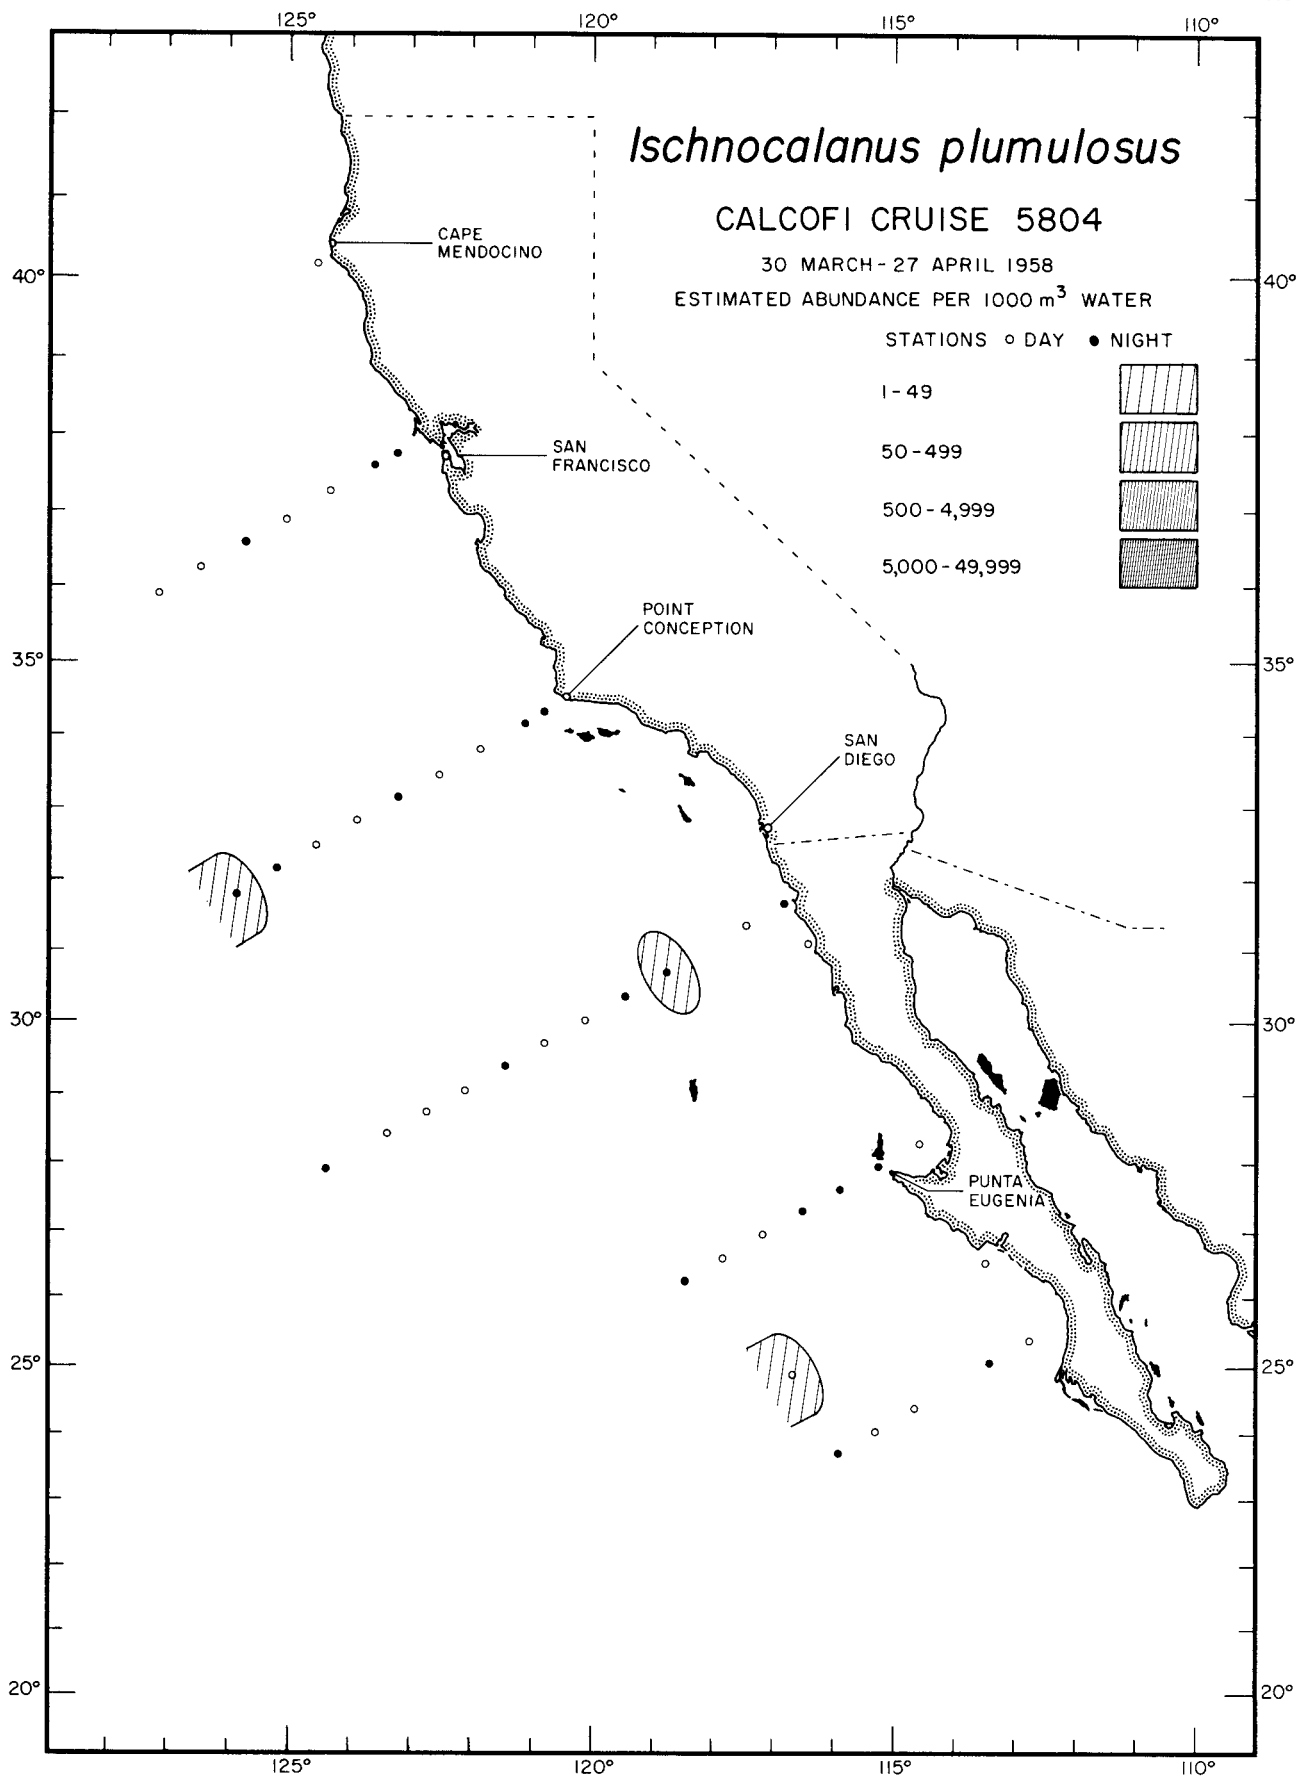 125° 120° 115° 110°
Ischnocalanus plumulosus
CALCOFI CRUISE 5804
30 MARCH-27 APRIL 1958
ESTIMATED ABUNDANCE PER 1000 m³ WATER
STATIONS ○ DAY ● NIGHT
1-49
50-499
500-4,999
5,000-49,999
CAPE
MENDOCINO
40° 40°
SAN
FRANCISCO
POINT
CONCEPTION
35° 35°
SAN
DIEGO
30° 30°
PUNTA
EUGENIA
25° 25°
20° 20°
125° 120° 115° 110°